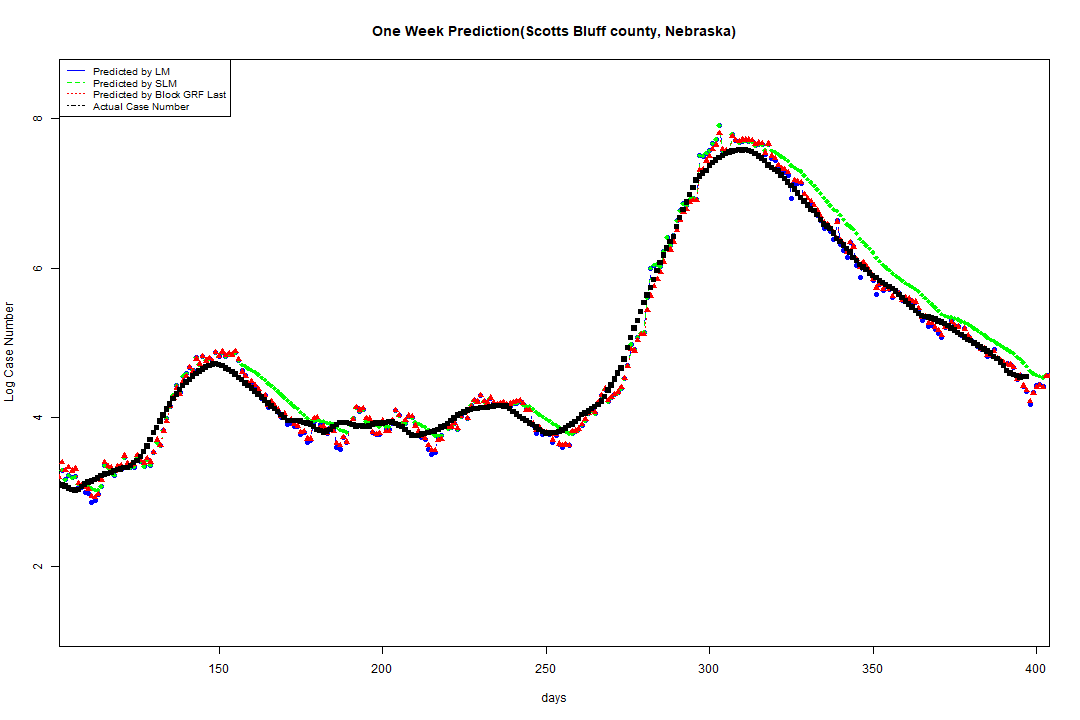 One Week Prediction(Scotts Bluff county, Nebraska)
Predicted by LM
Predicted by SLM
Predicted by Block GRF Last
Actual Case Number
8
6
4
2
Log Case Number
150 200 250 300 350 400
days